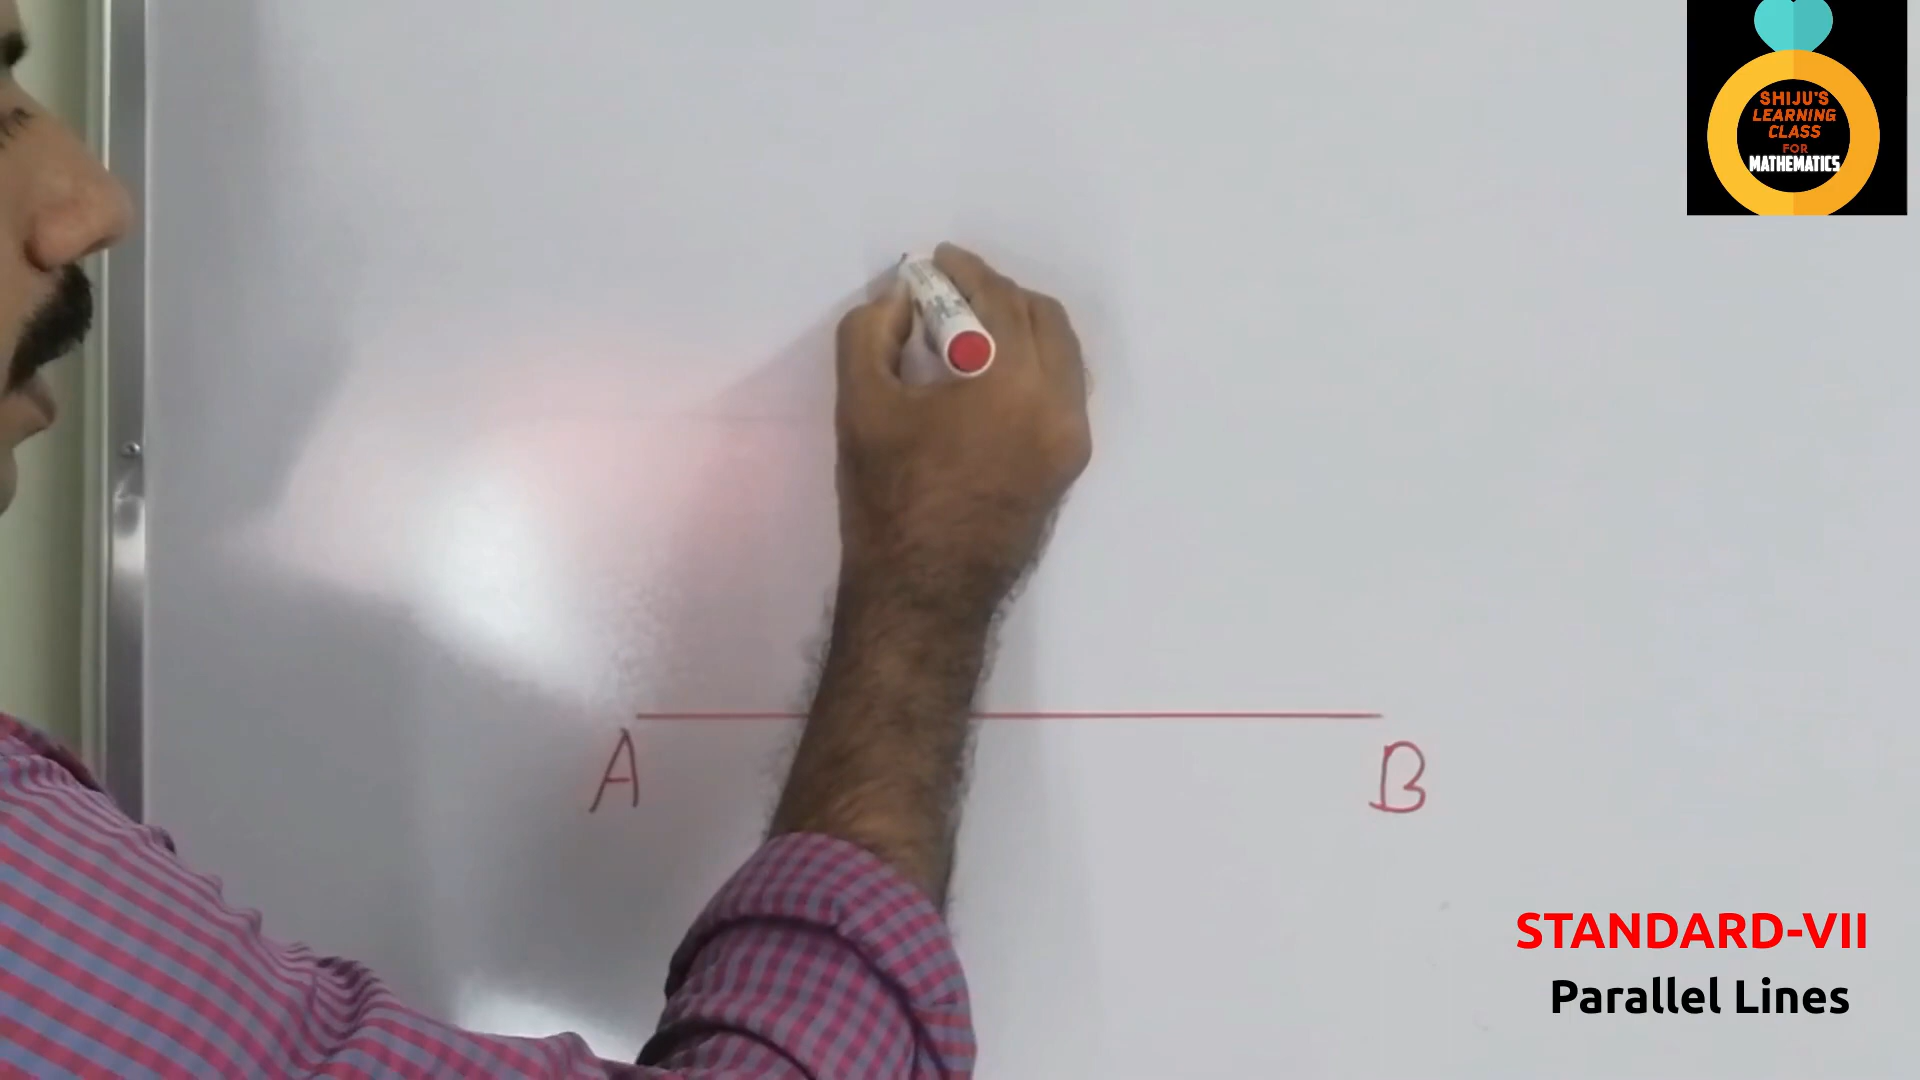 SHIJU'S
LEARNING
CLASS
FOR
MATHEMATICS
A
B
STANDARD-VII
Parallel Lines